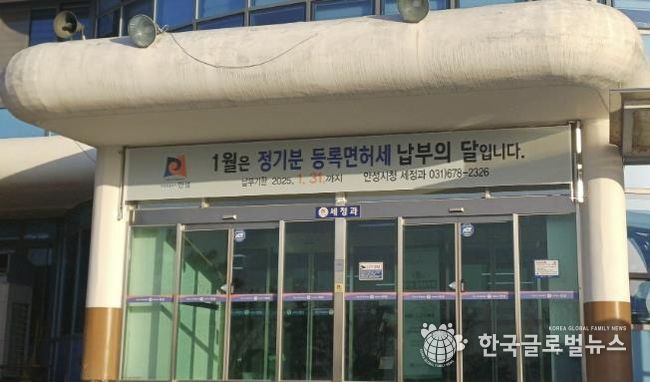 1월은 정기분 등록면허세 납부의 달입니다.
납부기한 2025. 1. 31.까지 안성시청 세정과 031)678-2326
세정과
KOREA GLOBAL FAMILY NEWS
한국글로벌뉴스